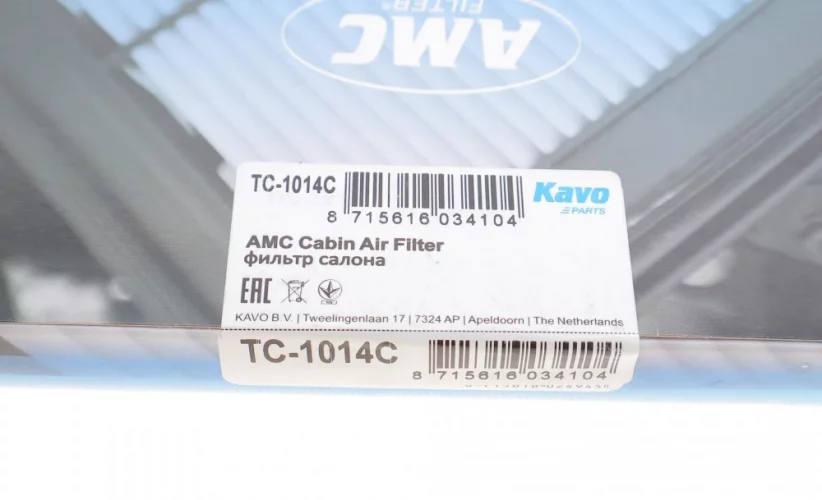 AMC
FILTER®
TC-1014C
8 715616 034104
Kavo
PARTS
AMC Cabin Air Filter
фильтр салона
EAC
KAVO B.V. | Tweelingenlaan 17 | 7324 AP | Apeldoorn | The Netherlands
TC-1014C
8 715616 034104